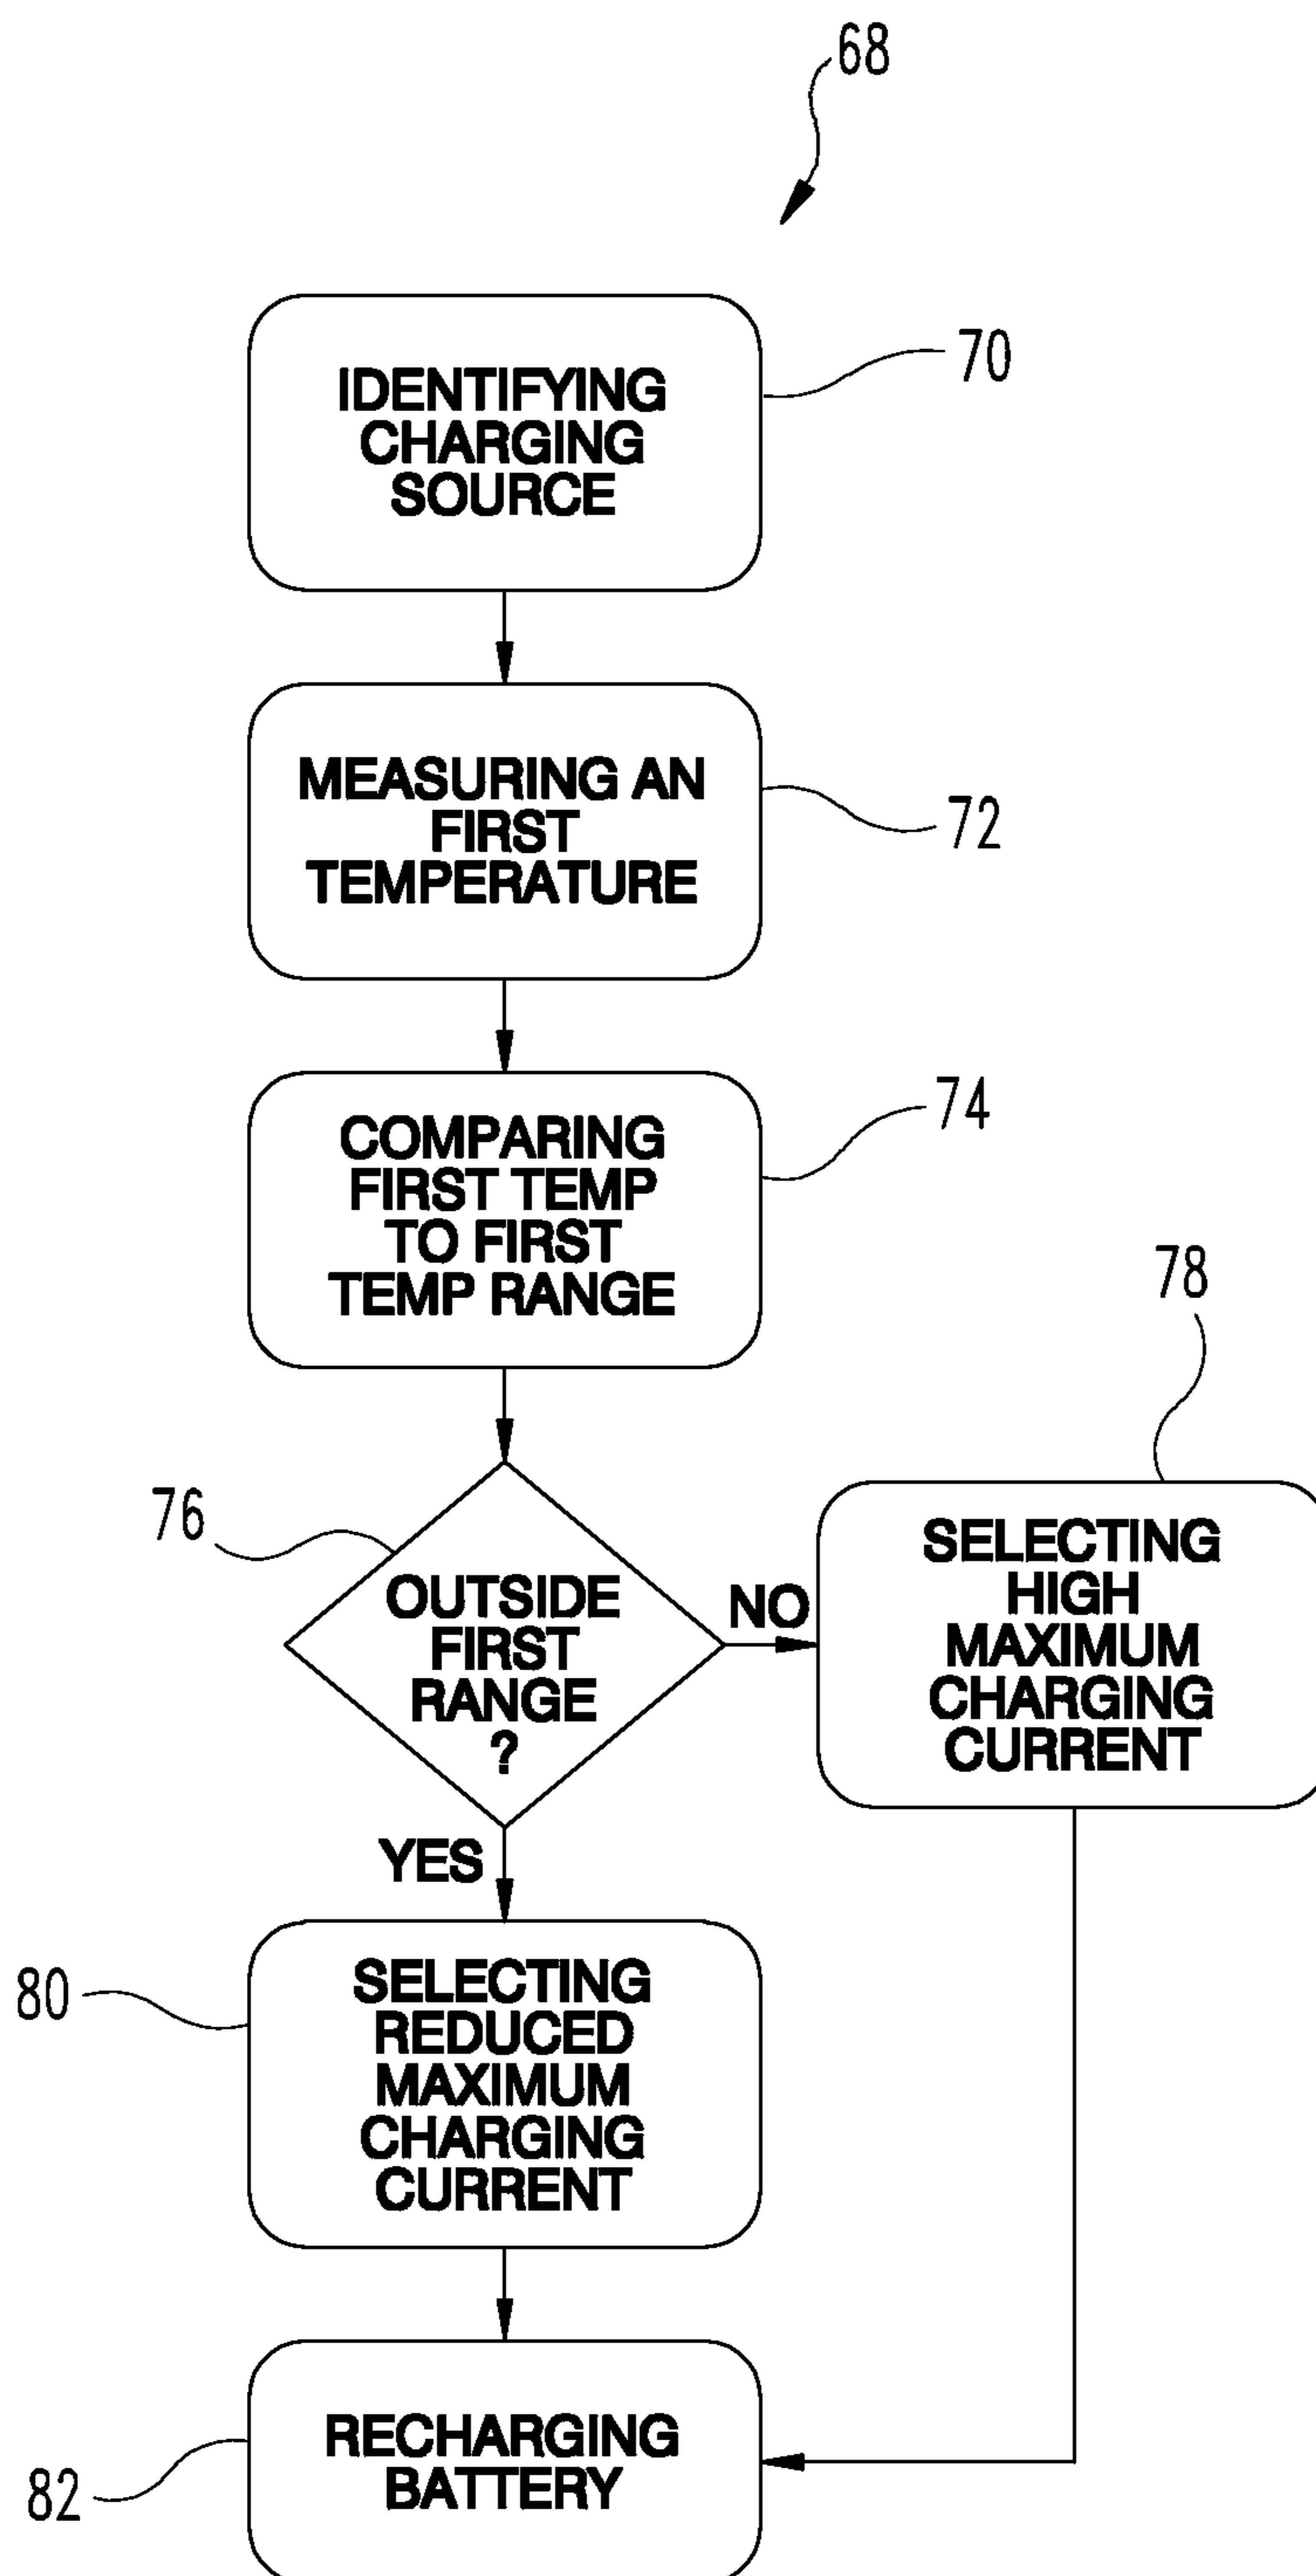 68
IDENTIFYING
CHARGING
SOURCE
70
MEASURING AN
FIRST
TEMPERATURE
72
COMPARING
FIRST TEMP
TO FIRST
TEMP RANGE
74
76
OUTSIDE
FIRST
RANGE
?
NO
78
SELECTING
HIGH
MAXIMUM
CHARGING
CURRENT
YES
80
SELECTING
REDUCED
MAXIMUM
CHARGING
CURRENT
82
RECHARGING
BATTERY